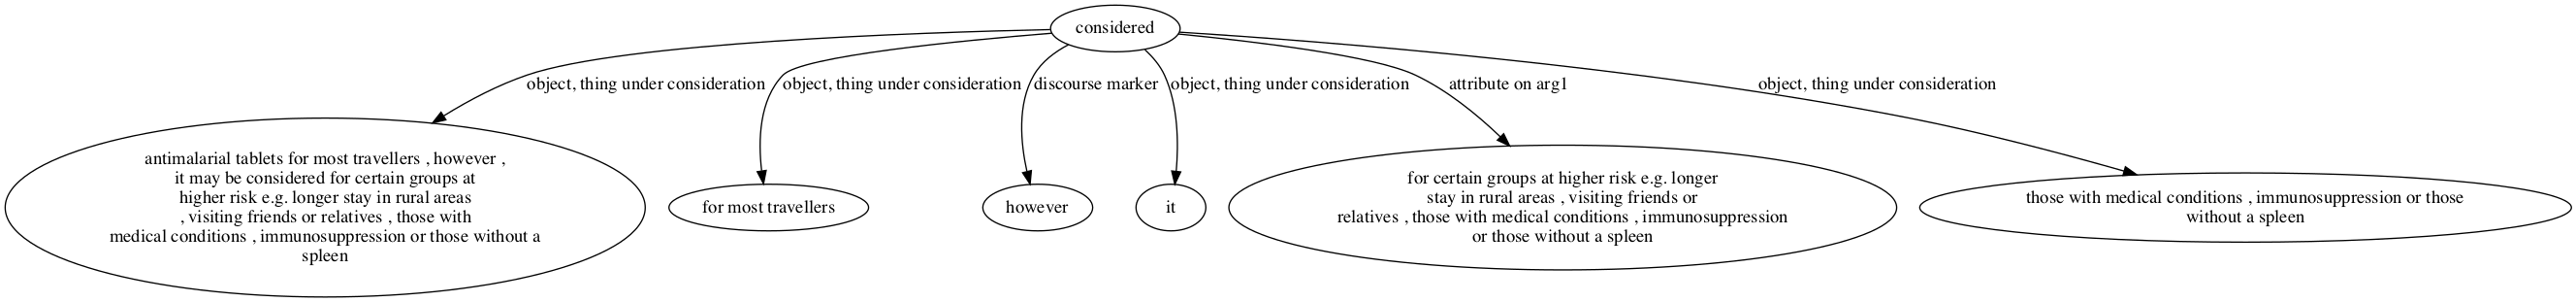 considered
object, thing under consideration
object, thing under consideration
discourse marker
object, thing under consideration
attribute on arg1
object, thing under consideration
antimalarial tablets for most travellers , however ,
it may be considered for certain groups at
higher risk e.g. longer stay in rural areas
, visiting friends or relatives , those with
medical conditions , immunosuppression or those without a
spleen
for most travellers
however
it
for certain groups at higher risk e.g. longer
stay in rural areas , visiting friends or
relatives , those with medical conditions , immunosuppression
or those without a spleen
those with medical conditions , immunosuppression or those
without a spleen